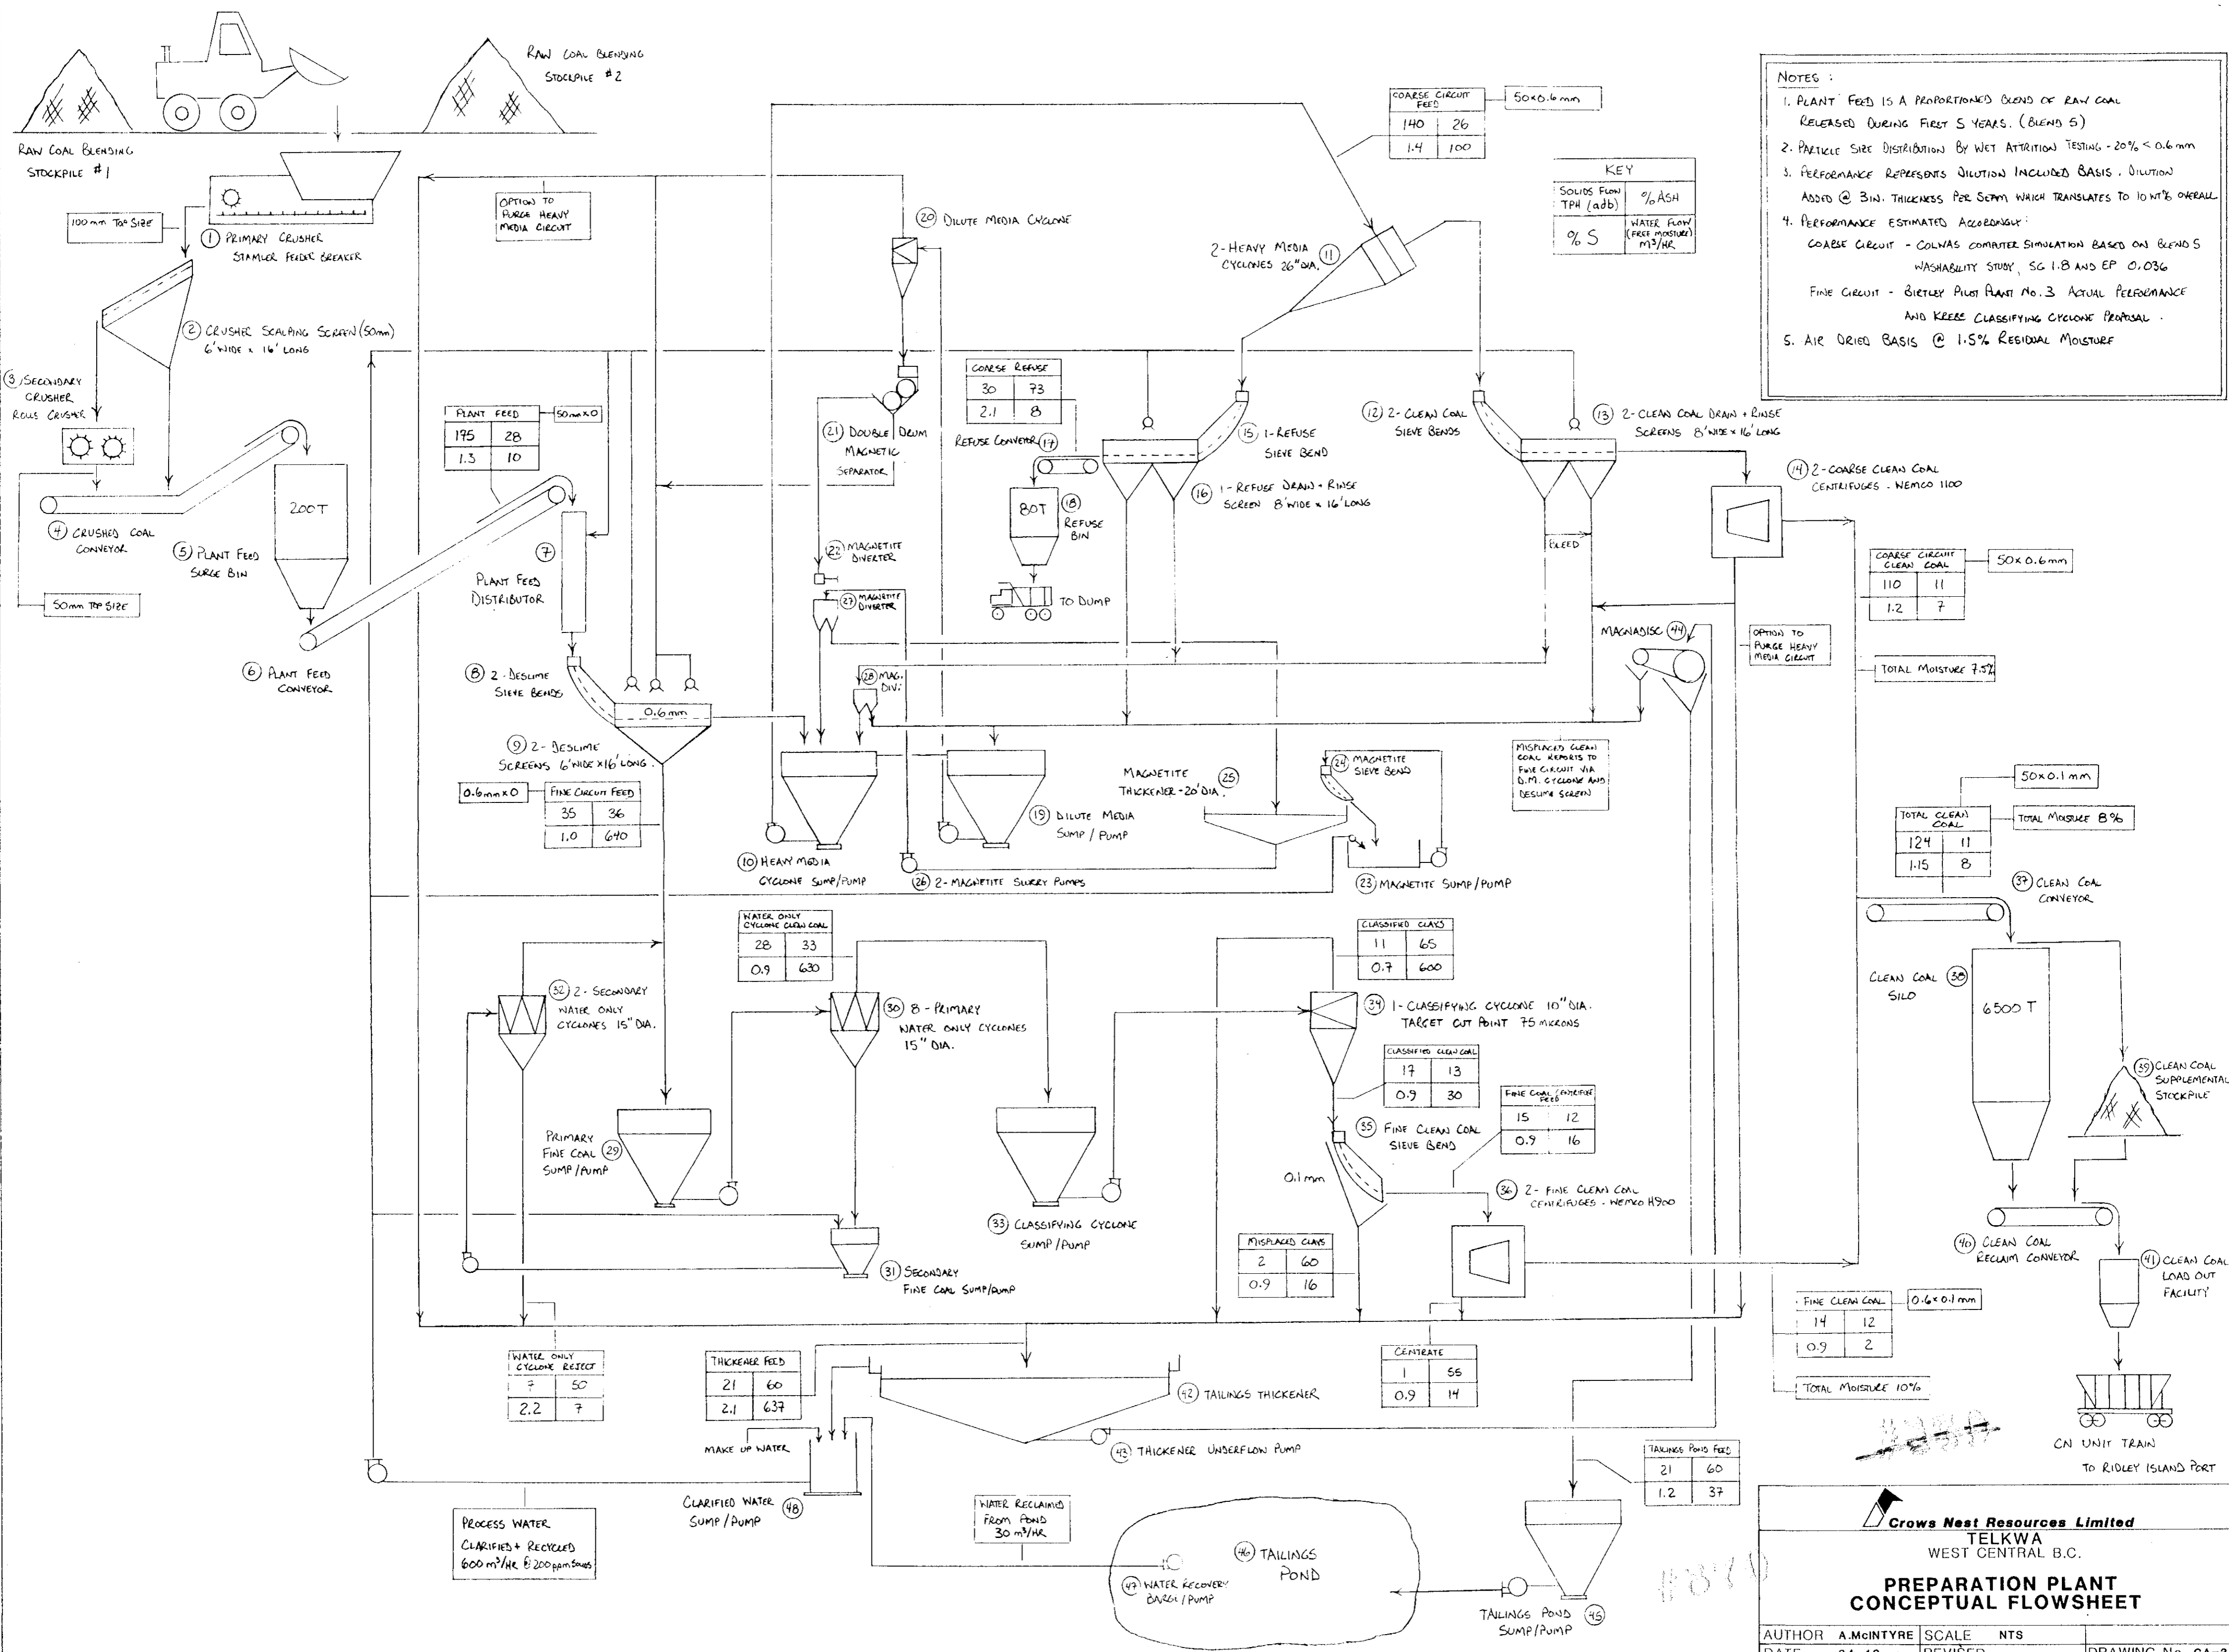 RAW COAL BLENDING
STOCKPILE #2
RAW COAL BLENDING
STOCKPILE #1
100mm TOP SIZE
① PRIMARY CRUSHER
STAMLER FEEDER BREAKER
② CRUSHER SCALPING SCREEN (50mm)
6' WIDE x 16' LONG
③ SECONDARY
CRUSHER
ROLLS CRUSHER
④ CRUSHED COAL
CONVEYOR
50mm TOP SIZE
200T
⑤ PLANT FEED
SURGE BIN
⑥ PLANT FEED
CONVEYOR
PLANT FEED
50mm x 0
175 28
1.3 10
⑦
PLANT FEED
DISTRIBUTOR
⑧ 2-DESLIME
SIEVE BENDS
0.6mm
⑨ 2-DESLIME
SCREENS 6' WIDE x 16' LONG.
0.6mm x 0
FINE CIRCUIT FEED
35 36
1.0 640
OPTION TO
PURGE HEAVY
MEDIA CIRCUIT
⑳ DILUTE MEDIA CYCLONE
㉑ DOUBLE DRUM
MAGNETIC
SEPARATOR
㉒ MAGNETITE
DIVERTER
㉗ MAGNETITE
DIVERTER
㉘ MAG.
DIV.
⑩ HEAVY MEDIA
CYCLONE SUMP/PUMP
⑲ DILUTE MEDIA
SUMP/PUMP
㉖ 2-MAGNETITE SLURRY PUMPS
MAGNETITE ㉕
THICKENER-20' DIA.
㉔ MAGNETITE
SIEVE BEND
㉓ MAGNETITE SUMP/PUMP
COARSE CIRCUIT
FEED
50x0.6mm
140 26
1.4 100
2-HEAVY MEDIA ⑪
CYCLONES 26" DIA.
KEY
SOLIDS FLOW
TPH (adb)
% ASH
% S
WATER FLOW
(FREE MOISTURE)
M³/HR
COARSE REFUSE
30 73
2.1 8
REFUSE CONVEYOR ⑰
80T
⑱
REFUSE
BIN
TO DUMP
⑮ 1-REFUSE
SIEVE BEND
⑯ 1-REFUSE DRAIN + RINSE
SCREEN 8' WIDE x 16' LONG
⑫ 2-CLEAN COAL
SIEVE BENDS
⑬ 2-CLEAN COAL DRAIN + RINSE
SCREENS 8' WIDE x 16' LONG
⑭ 2-COARSE CLEAN COAL
CENTRIFUGES - WEMCO 1100
BLEED
MAGNADISC ㊹
OPTION TO
PURGE HEAVY
MEDIA CIRCUIT
COARSE CIRCUIT
CLEAN COAL
50x0.6mm
110 11
1.2 7
TOTAL MOISTURE 7.5%
MISPLACED CLEAN
COAL REPORTS TO
FINE CIRCUIT VIA
D.M. CYCLONE AND
DESLIME SCREEN
NOTES:
1. PLANT FEED IS A PROPORTIONED BLEND OF RAW COAL
RELEASED DURING FIRST 5 YEARS. (BLEND 5)
2. PARTICLE SIZE DISTRIBUTION BY WET ATTRITION TESTING - 20% < 0.6mm
3. PERFORMANCE REPRESENTS DILUTION INCLUDED BASIS. DILUTION
ADDED @ 3IN. THICKNESS PER SEAM WHICH TRANSLATES TO 10 WT% OVERALL
4. PERFORMANCE ESTIMATED ACCORDINGLY:
COARSE CIRCUIT - COLWAS COMPUTER SIMULATION BASED ON BLEND 5
WASHABILITY STUDY, SG 1.8 AND EP 0.036
FINE CIRCUIT - BIRTLEY PILOT PLANT No.3 ACTUAL PERFORMANCE
AND KREBS CLASSIFYING CYCLONE PROPOSAL.
5. AIR DRIED BASIS @ 1.5% RESIDUAL MOISTURE
50x0.1mm
TOTAL CLEAN
COAL
TOTAL MOISTURE 8%
124 11
1.15 8
㊲ CLEAN COAL
CONVEYOR
CLEAN COAL ㊳
SILO
6500T
㊴ CLEAN COAL
SUPPLEMENTAL
STOCKPILE
㊵ CLEAN COAL
RECLAIM CONVEYOR
㊶ CLEAN COAL
LOAD OUT
FACILITY
CN UNIT TRAIN
TO RIDLEY ISLAND PORT
WATER ONLY
CYCLONE CLEAN COAL
28 33
0.9 630
㉜ 2-SECONDARY
WATER ONLY
CYCLONES 15" DIA.
㉚ 8-PRIMARY
WATER ONLY CYCLONES
15" DIA.
PRIMARY
FINE COAL ㉙
SUMP/PUMP
㉛ SECONDARY
FINE COAL SUMP/PUMP
㉝ CLASSIFYING CYCLONE
SUMP/PUMP
CLASSIFIED CLAYS
11 65
0.7 600
㉞ 1-CLASSIFYING CYCLONE 10" DIA.
TARGET CUT POINT 75 MICRONS
CLASSIFIED CLEAN COAL
17 13
0.9 30
FINE COAL CENTRIFUGE
FEED
15 12
0.9 16
㉟ FINE CLEAN COAL
SIEVE BEND
0.1mm
㊱ 2-FINE CLEAN COAL
CENTRIFUGES - WEMCO H900
MISPLACED CLAYS
2 60
0.9 16
FINE CLEAN COAL
0.6x0.1mm
14 12
0.9 2
TOTAL MOISTURE 10%
WATER ONLY
CYCLONE REJECT
7 50
2.2 7
THICKENER FEED
21 60
2.1 637
㊷ TAILINGS THICKENER
CENTRATE
1 55
0.9 14
MAKE UP WATER
㊸ THICKENER UNDERFLOW PUMP
CLARIFIED WATER ㊽
SUMP/PUMP
PROCESS WATER
CLARIFIED + RECYCLED
600 m³/HR @ 200 ppm SOLIDS
WATER RECLAIMED
FROM POND
30 m³/HR
㊻ TAILINGS
POND
㊼ WATER RECOVERY
BARGE/PUMP
TAILINGS POND FEED
21 60
1.2 37
TAILINGS POND ㊺
SUMP/PUMP
Crows Nest Resources Limited
TELKWA
WEST CENTRAL B.C.
PREPARATION PLANT
CONCEPTUAL FLOWSHEET
AUTHOR A.McINTYRE SCALE NTS